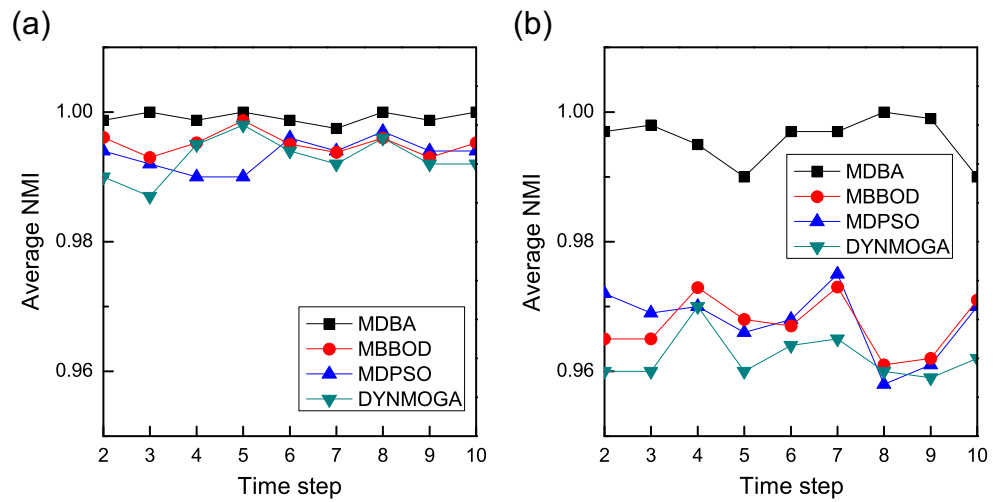 (a)
(b)
Average NMI
1.00
0.98
0.96
MDBA
MBBOD
MDPSO
DYNMOGA
2 3 4 5 6 7 8 9 10
Time step
Average NMI
1.00
0.98
0.96
MDBA
MBBOD
MDPSO
DYNMOGA
2 3 4 5 6 7 8 9 10
Time step